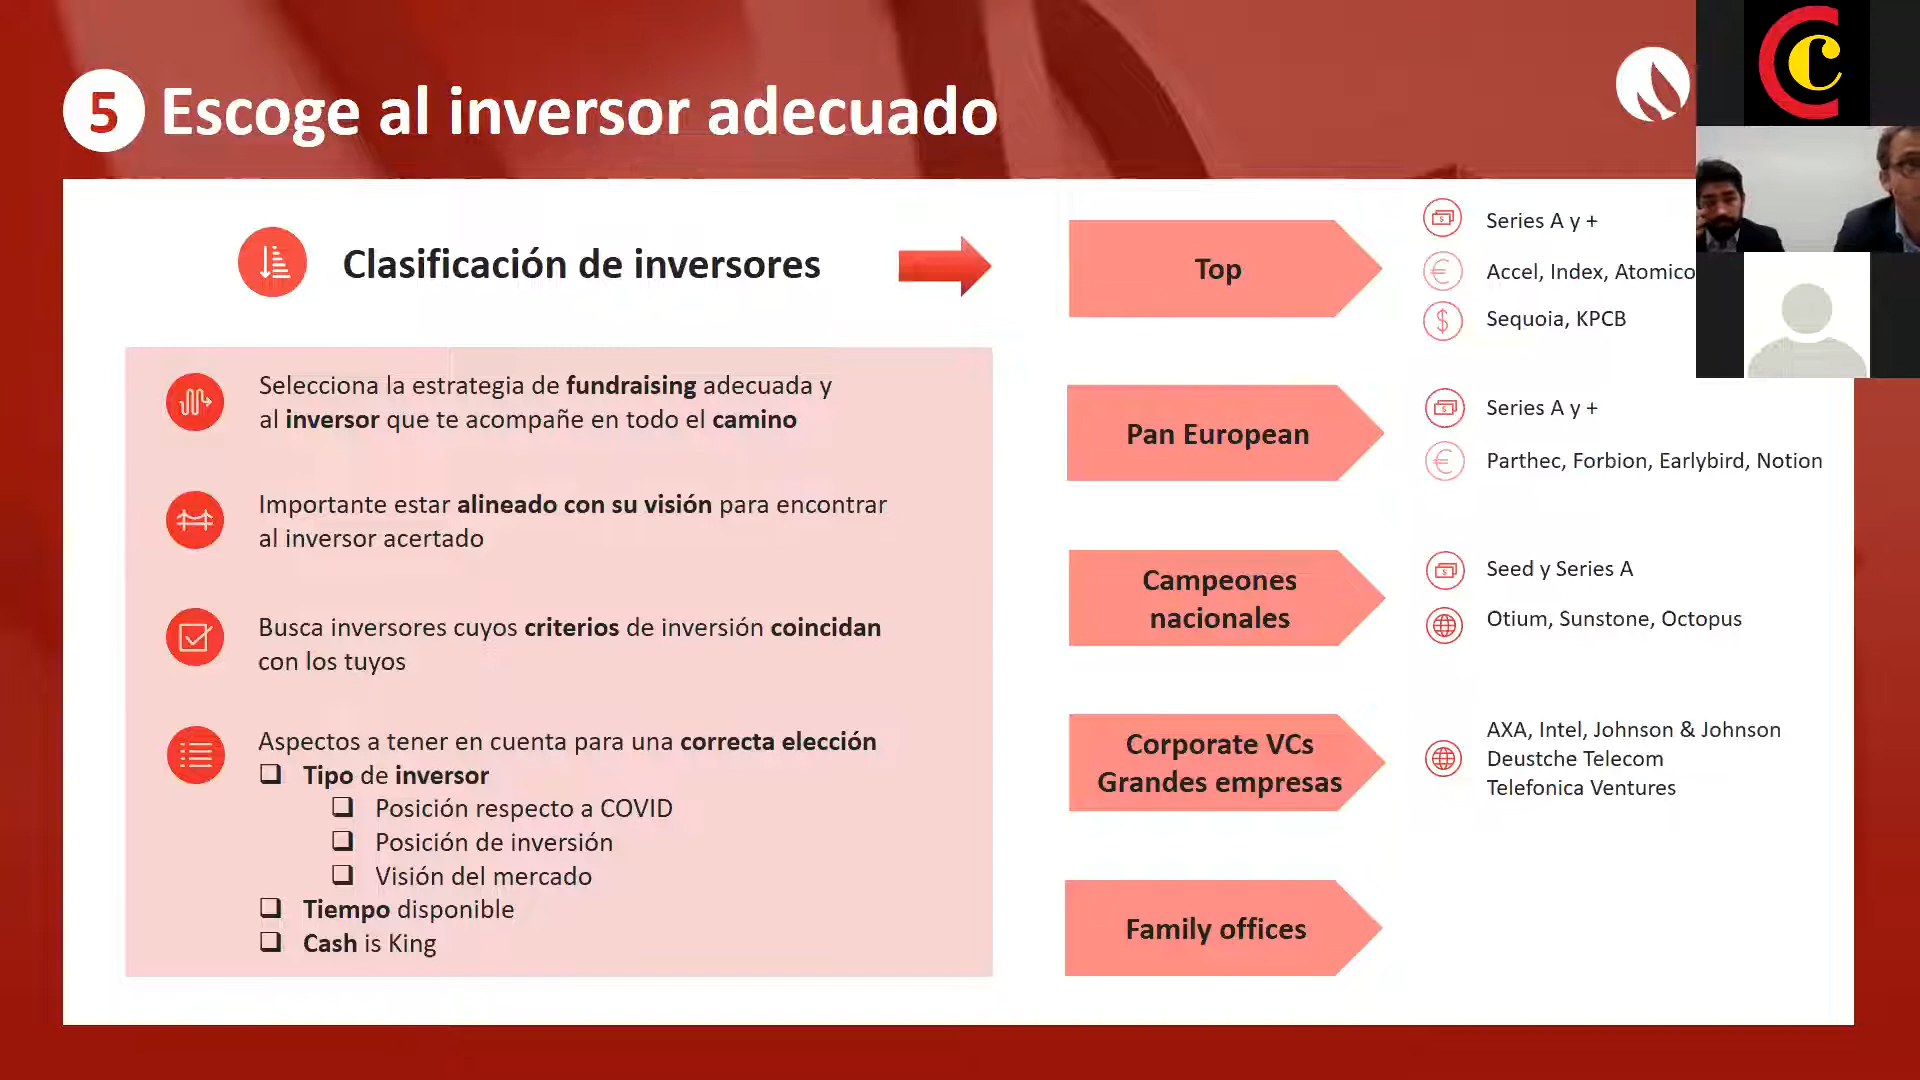 5 Escoge al inversor adecuado
Clasificación de inversores
Selecciona la estrategia de fundraising adecuada y
al inversor que te acompañe en todo el camino
Importante estar alineado con su visión para encontrar
al inversor acertado
Busca inversores cuyos criterios de inversión coincidan
con los tuyos
Aspectos a tener en cuenta para una correcta elección
Tipo de inversor
Posición respecto a COVID
Posición de inversión
Visión del mercado
Tiempo disponible
Cash is King
Top
Series A y +
Accel, Index, Atomico
Sequoia, KPCB
Pan European
Series A y +
Parthec, Forbion, Earlybird, Notion
Campeones
nacionales
Seed y Series A
Otium, Sunstone, Octopus
Corporate VCs
Grandes empresas
AXA, Intel, Johnson & Johnson
Deustche Telecom
Telefonica Ventures
Family offices